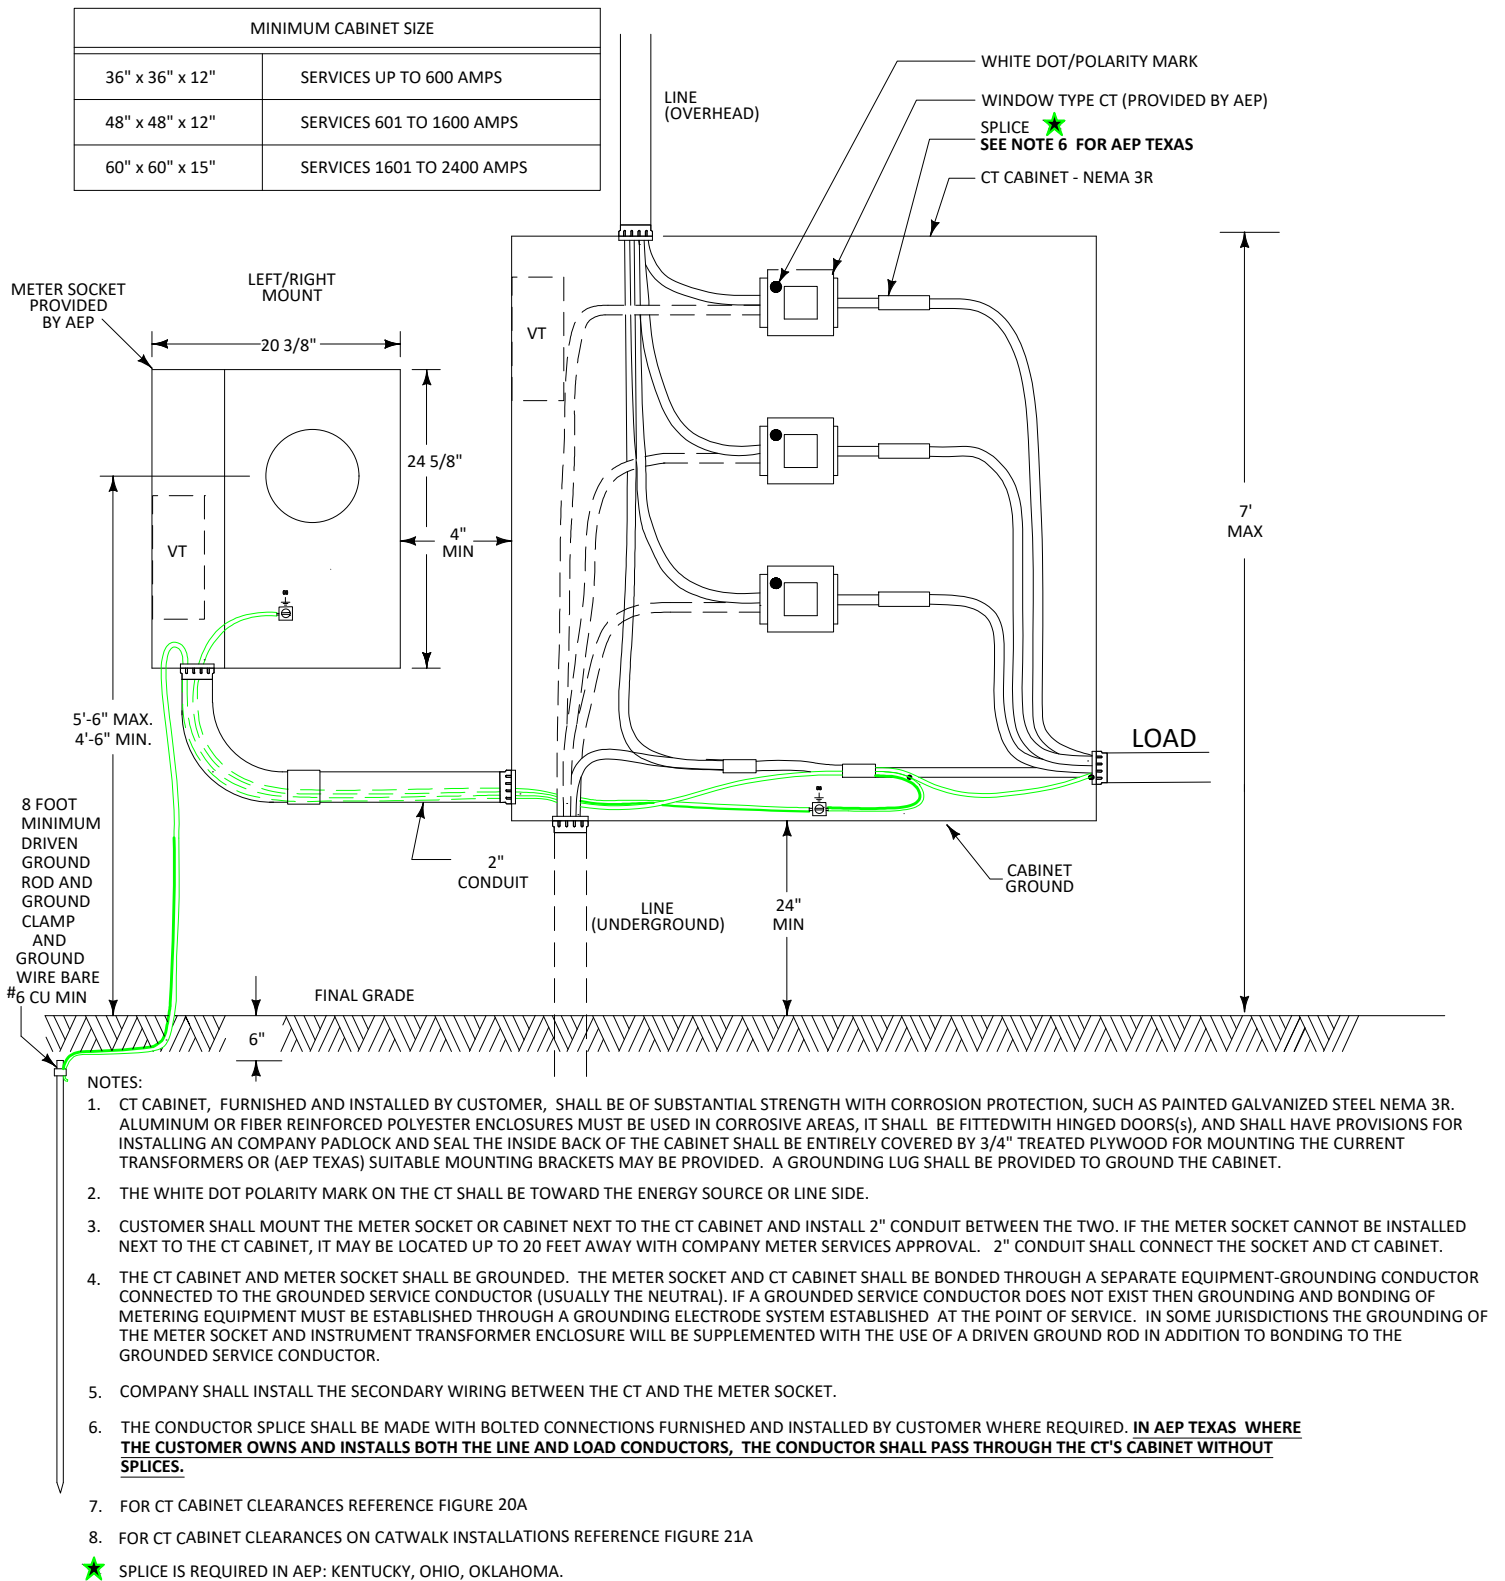 MINIMUM CABINET SIZE
36" x 36" x 12" SERVICES UP TO 600 AMPS
48" x 48" x 12" SERVICES 601 TO 1600 AMPS
60" x 60" x 15" SERVICES 1601 TO 2400 AMPS
LINE
(OVERHEAD)
WHITE DOT/POLARITY MARK
WINDOW TYPE CT (PROVIDED BY AEP)
SPLICE
SEE NOTE 6 FOR AEP TEXAS
CT CABINET - NEMA 3R
METER SOCKET
PROVIDED
BY AEP
LEFT/RIGHT
MOUNT
20 3/8"
VT
24 5/8"
4"
MIN
VT
7'
MAX
5'-6" MAX.
4'-6" MIN.
LOAD
8 FOOT
MINIMUM
DRIVEN
GROUND
ROD AND
GROUND
CLAMP
AND
GROUND
WIRE BARE
#6 CU MIN
2"
CONDUIT
LINE
(UNDERGROUND)
24"
MIN
CABINET
GROUND
FINAL GRADE
6"
NOTES:
1. CT CABINET, FURNISHED AND INSTALLED BY CUSTOMER, SHALL BE OF SUBSTANTIAL STRENGTH WITH CORROSION PROTECTION, SUCH AS PAINTED GALVANIZED STEEL NEMA 3R.
ALUMINUM OR FIBER REINFORCED POLYESTER ENCLOSURES MUST BE USED IN CORROSIVE AREAS, IT SHALL BE FITTEDWITH HINGED DOORS(s), AND SHALL HAVE PROVISIONS FOR
INSTALLING AN COMPANY PADLOCK AND SEAL THE INSIDE BACK OF THE CABINET SHALL BE ENTIRELY COVERED BY 3/4" TREATED PLYWOOD FOR MOUNTING THE CURRENT
TRANSFORMERS OR (AEP TEXAS) SUITABLE MOUNTING BRACKETS MAY BE PROVIDED. A GROUNDING LUG SHALL BE PROVIDED TO GROUND THE CABINET.
2. THE WHITE DOT POLARITY MARK ON THE CT SHALL BE TOWARD THE ENERGY SOURCE OR LINE SIDE.
3. CUSTOMER SHALL MOUNT THE METER SOCKET OR CABINET NEXT TO THE CT CABINET AND INSTALL 2" CONDUIT BETWEEN THE TWO. IF THE METER SOCKET CANNOT BE INSTALLED
NEXT TO THE CT CABINET, IT MAY BE LOCATED UP TO 20 FEET AWAY WITH COMPANY METER SERVICES APPROVAL. 2" CONDUIT SHALL CONNECT THE SOCKET AND CT CABINET.
4. THE CT CABINET AND METER SOCKET SHALL BE GROUNDED. THE METER SOCKET AND CT CABINET SHALL BE BONDED THROUGH A SEPARATE EQUIPMENT-GROUNDING CONDUCTOR
CONNECTED TO THE GROUNDED SERVICE CONDUCTOR (USUALLY THE NEUTRAL). IF A GROUNDED SERVICE CONDUCTOR DOES NOT EXIST THEN GROUNDING AND BONDING OF
METERING EQUIPMENT MUST BE ESTABLISHED THROUGH A GROUNDING ELECTRODE SYSTEM ESTABLISHED AT THE POINT OF SERVICE. IN SOME JURISDICTIONS THE GROUNDING OF
THE METER SOCKET AND INSTRUMENT TRANSFORMER ENCLOSURE WILL BE SUPPLEMENTED WITH THE USE OF A DRIVEN GROUND ROD IN ADDITION TO BONDING TO THE
GROUNDED SERVICE CONDUCTOR.
5. COMPANY SHALL INSTALL THE SECONDARY WIRING BETWEEN THE CT AND THE METER SOCKET.
6. THE CONDUCTOR SPLICE SHALL BE MADE WITH BOLTED CONNECTIONS FURNISHED AND INSTALLED BY CUSTOMER WHERE REQUIRED. IN AEP TEXAS WHERE
THE CUSTOMER OWNS AND INSTALLS BOTH THE LINE AND LOAD CONDUCTORS, THE CONDUCTOR SHALL PASS THROUGH THE CT'S CABINET WITHOUT
SPLICES.
7. FOR CT CABINET CLEARANCES REFERENCE FIGURE 20A
8. FOR CT CABINET CLEARANCES ON CATWALK INSTALLATIONS REFERENCE FIGURE 21A
SPLICE IS REQUIRED IN AEP: KENTUCKY, OHIO, OKLAHOMA.